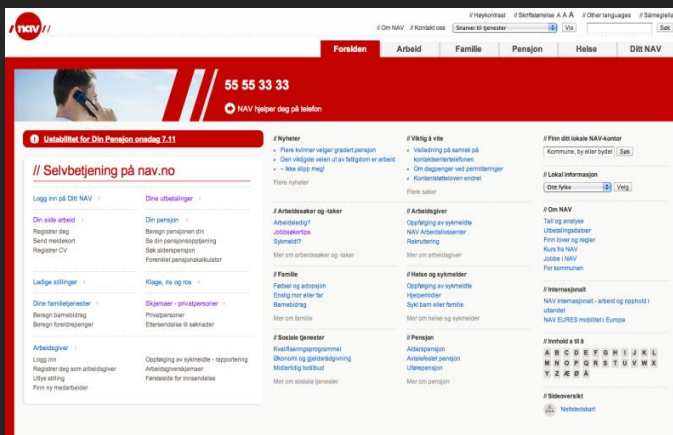 // Høykontrast // Skriftstørrelse A A A // Other languages // Sámegiella
nav
// Om NAV // Kontakt oss Snarvei til tjenester Vis Søk
Forsiden Arbeid Familie Pensjon Helse Ditt NAV
55 55 33 33
NAV hjelper deg på telefon
Ustabilitet for Din Pensjon onsdag 7.11
// Selvbetjening på nav.no
Logg inn på Ditt NAV
Dine utbetalinger
Din side arbeid
Registrer deg
Send meldekort
Registrer CV
Din pensjon
Beregn pensjonen din
Se din pensjonsopptjening
Søk alderspensjon
Forenklet pensjonskalkulator
Ledige stillinger
Klage, ris og ros
Dine familietjenester
Beregn barnebidrag
Beregn foreldrepenger
Skjemaer - privatpersoner
Privatpersoner
Ettersendelse til søknader
Arbeidsgiver
Logg inn
Registrer deg som arbeidsgiver
Utlys stilling
Finn ny medarbeider
Oppfølging av sykmeldte - rapportering
Arbeidsgiverskjemaer
Førsteside for innsendelse
// Nyheter
Flere kvinner velger gradert pensjon
Den viktigste veien ut av fattigdom er arbeid
– Ikke slipp meg!
Flere nyheter
// Viktig å vite
Veiledning på samisk på
kontaktsentertelefonen
Om dagpenger ved permitteringer
Kontantstøtteloven endret
Flere saker
// Arbeidssøker og -taker
Arbeidsledig?
Jobbsøkertips
Sykmeldt?
Mer om arbeidssøker og -taker
// Arbeidsgiver
Oppfølging av sykmeldte
NAV Arbeidslivssenter
Rekruttering
Mer om arbeidsgiver
// Familie
Fødsel og adopsjon
Enslig mor eller far
Barnebidrag
Mer om familie
// Helse og sykmelder
Oppfølging av sykmeldte
Hjelpemidler
Sykt barn eller familie
Mer om helse og sykmelder
// Sosiale tjenester
Kvalifiseringsprogrammet
Økonomi og gjeldsrådgivning
Midlertidig botilbud
Mer om sosiale tjenester
// Pensjon
Alderspensjon
Avtalefestet pensjon
Uførepensjon
Mer om pensjon
// Finn ditt lokale NAV-kontor
Kommune, by eller bydel Søk
// Lokal informasjon
Ditt fylke Velg
// Om NAV
Tall og analyse
Utbetalingsdatoer
Finn lover og regler
Kurs fra NAV
Jobbe i NAV
For kommunen
// Internasjonalt
NAV Internasjonalt - arbeid og opphold i
utlandet
NAV EURES mobilitet i Europa
// Innhold a til å
A B C D E F G H I J K L
M N O P Q R S T U V W X
Y Z Æ Ø Å
// Sideoversikt
Nettstedskart